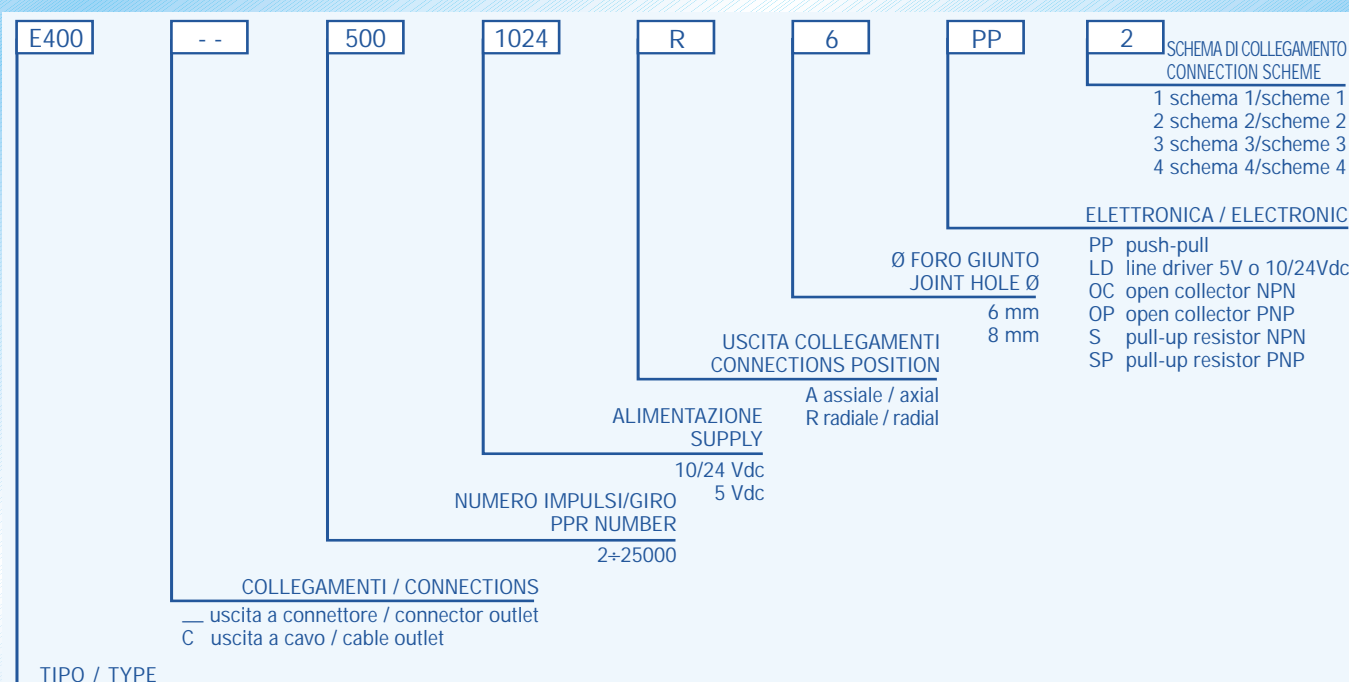 E400 - - 500 1024 R 6 PP 2
SCHEMA DI COLLEGAMENTO
CONNECTION SCHEME
1 schema 1/scheme 1
2 schema 2/scheme 2
3 schema 3/scheme 3
4 schema 4/scheme 4
ELETTRONICA / ELECTRONIC
PP push-pull
LD line driver 5V o 10/24Vdc
OC open collector NPN
OP open collector PNP
S pull-up resistor NPN
SP pull-up resistor PNP
Ø FORO GIUNTO
JOINT HOLE Ø
6 mm
8 mm
USCITA COLLEGAMENTI
CONNECTIONS POSITION
A assiale / axial
R radiale / radial
ALIMENTAZIONE
SUPPLY
10/24 Vdc
5 Vdc
NUMERO IMPULSI/GIRO
PPR NUMBER
2÷25000
COLLEGAMENTI / CONNECTIONS
__ uscita a connettore / connector outlet
C uscita a cavo / cable outlet
TIPO / TYPE